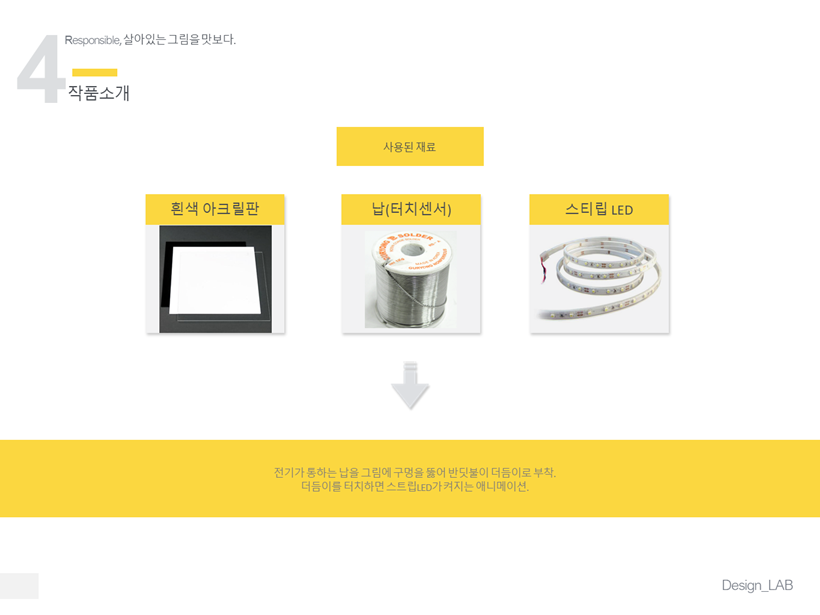 4
Responsible, 살아있는 그림을 맛보다.
작품소개
사용된 재료
흰색 아크릴판
납(터치센서)
스티립 LED
SOLDER
전기가 통하는 납을 그림에 구멍을 뚫어 반딧불이 더듬이로 부착.
더듬이를 터치하면 스트립LED가 켜지는 애니메이션.
Design_LAB